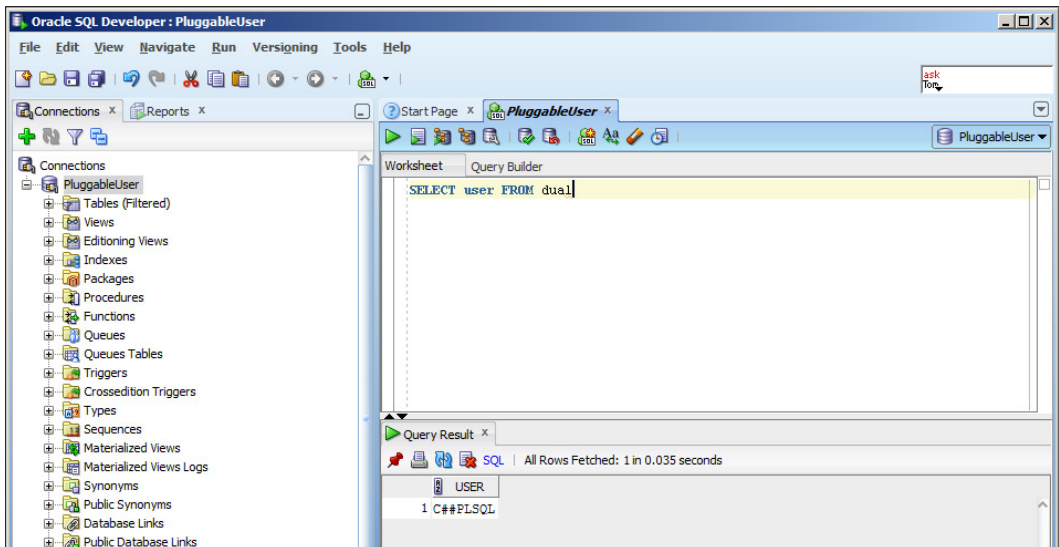 Oracle SQL Developer : PluggableUser
File Edit View Navigate Run Versioning Tools Help
ask
Tom
Connections x Reports x
Start Page x PluggableUser x
SQL
PluggableUser
Connections
Worksheet Query Builder
PluggableUser
SELECT user FROM dual
Tables (Filtered)
Views
Editioning Views
Indexes
Packages
Procedures
Functions
Queues
Queues Tables
Triggers
Crossedition Triggers
Types
Sequences
Materialized Views
Materialized Views Logs
Synonyms
Public Synonyms
Database Links
Public Database Links
Query Result x
SQL | All Rows Fetched: 1 in 0.035 seconds
USER
1 C##PLSQL